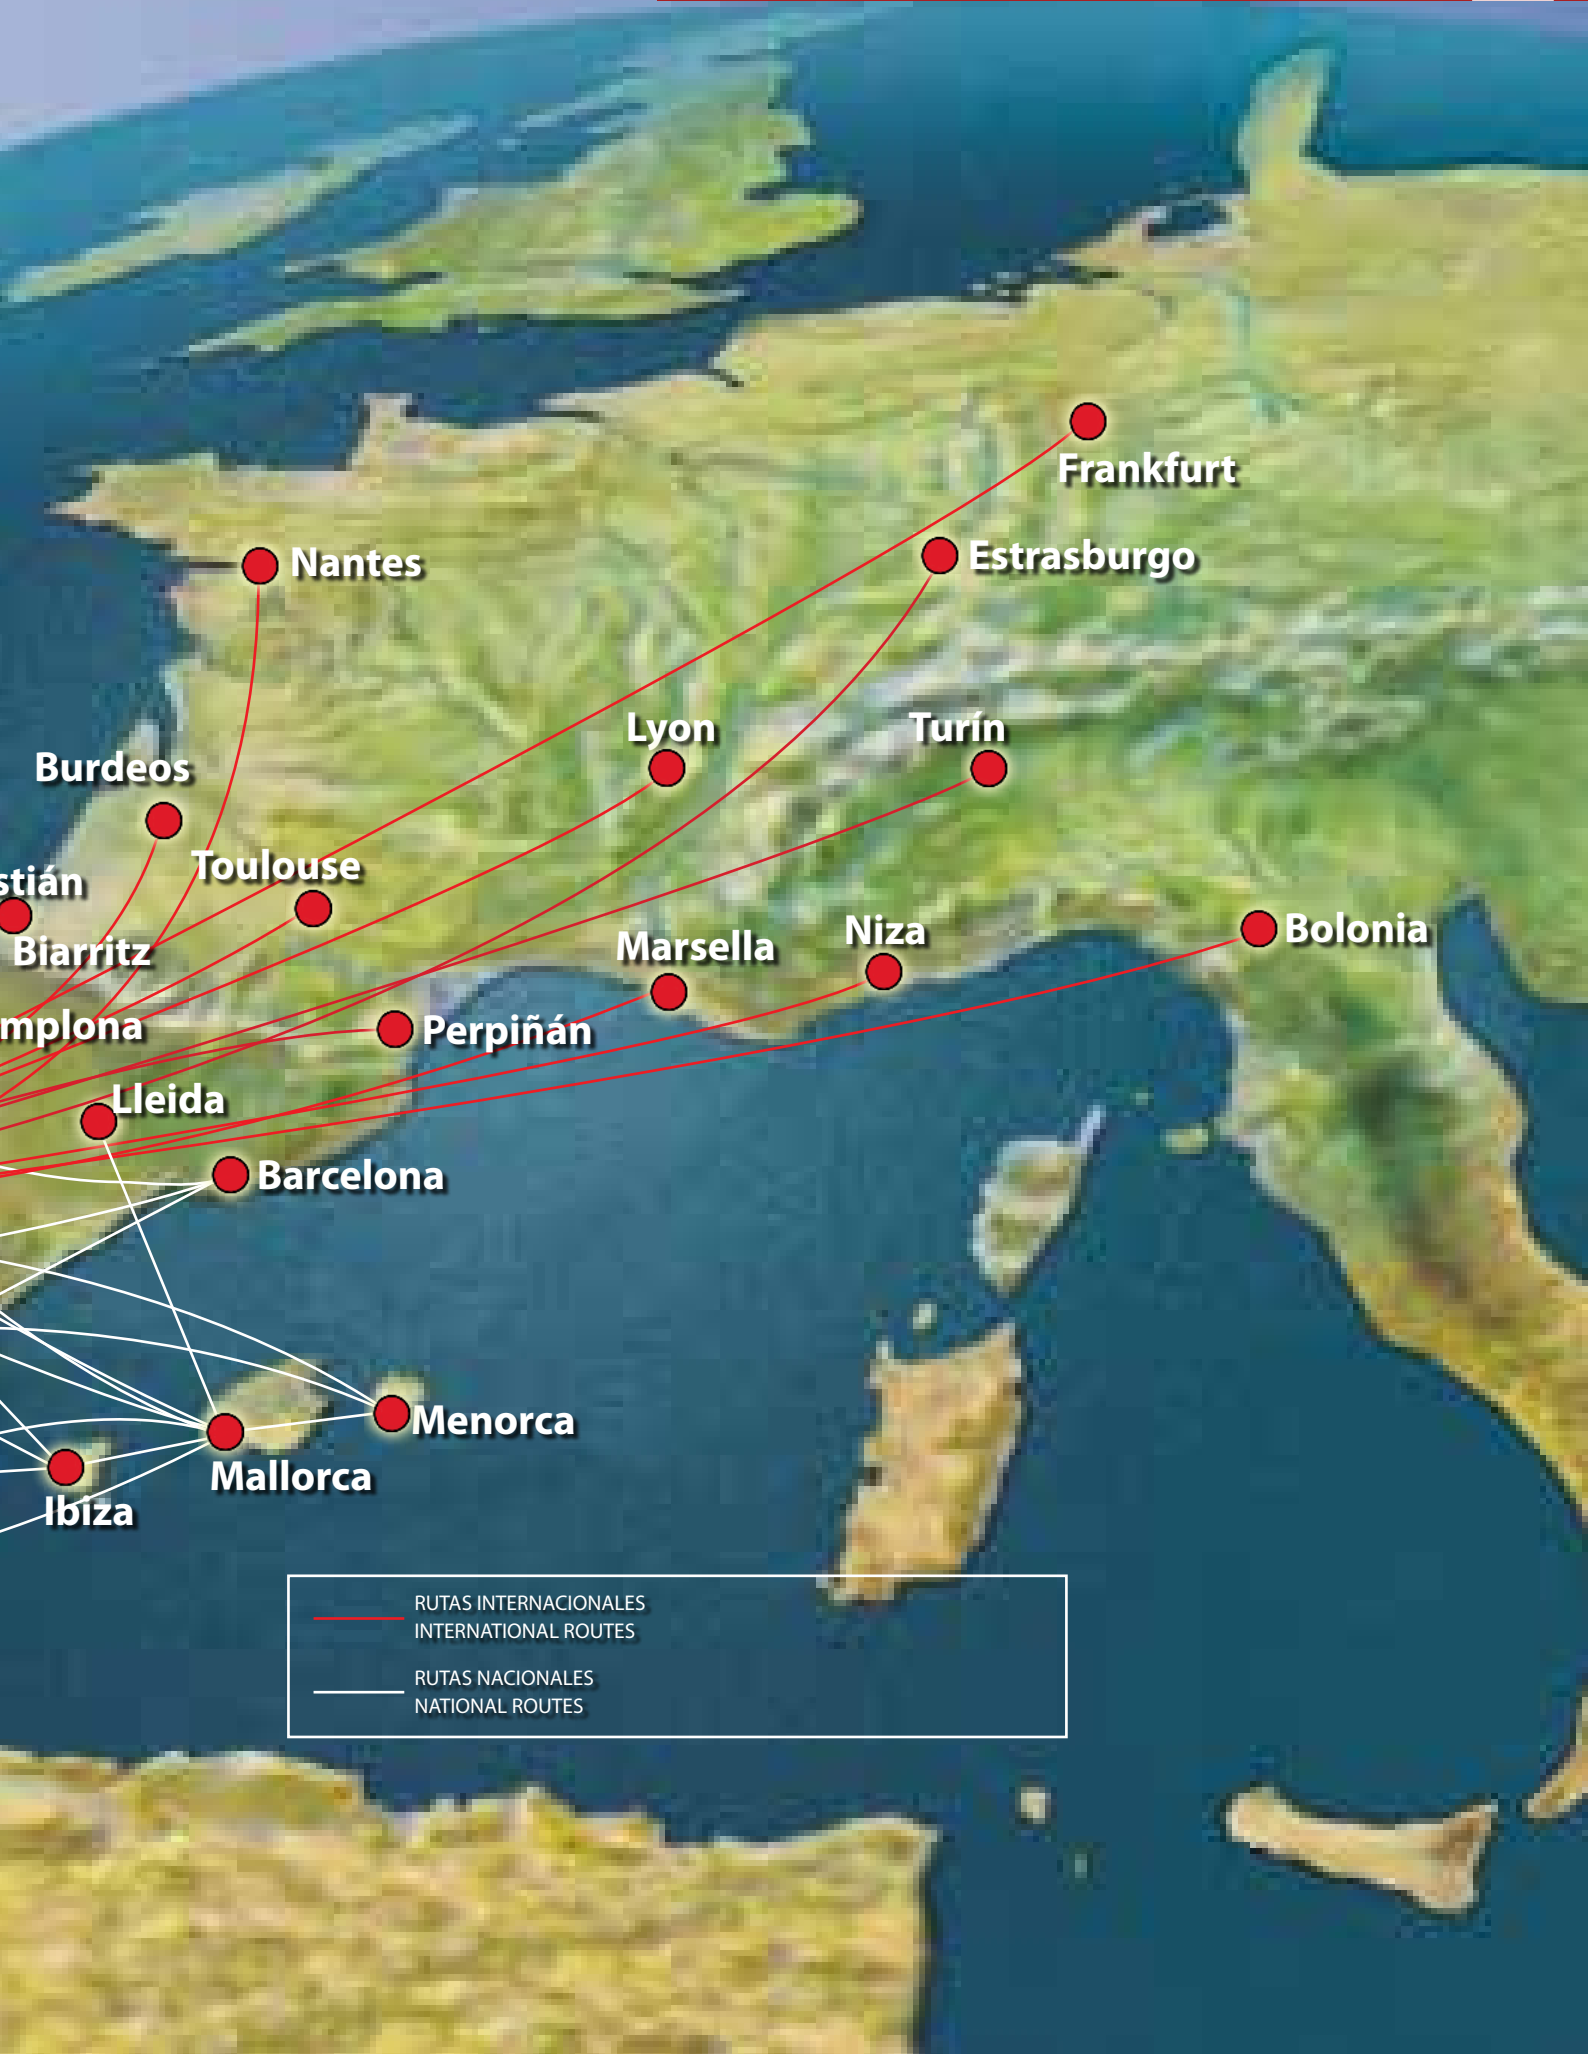 Frankfurt
Nantes
Estrasburgo
Lyon
Turín
Burdeos
Toulouse
stián
Biarritz
Marsella
Niza
Bolonia
mplona
Perpiñán
Lleida
Barcelona
Menorca
Mallorca
Ibiza
RUTAS INTERNACIONALES
INTERNATIONAL ROUTES
RUTAS NACIONALES
NATIONAL ROUTES